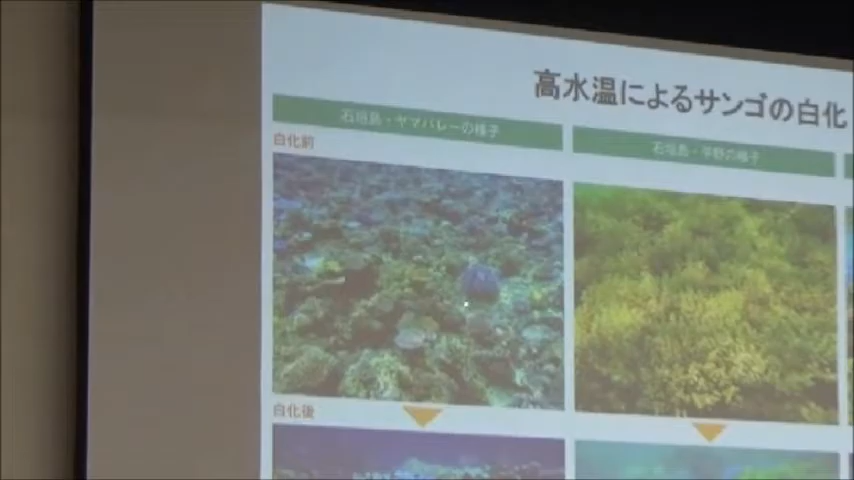 高水温によるサンゴの白化
石垣島・ヤマバレーの様子
石垣島・平野の様子
白化前
白化後